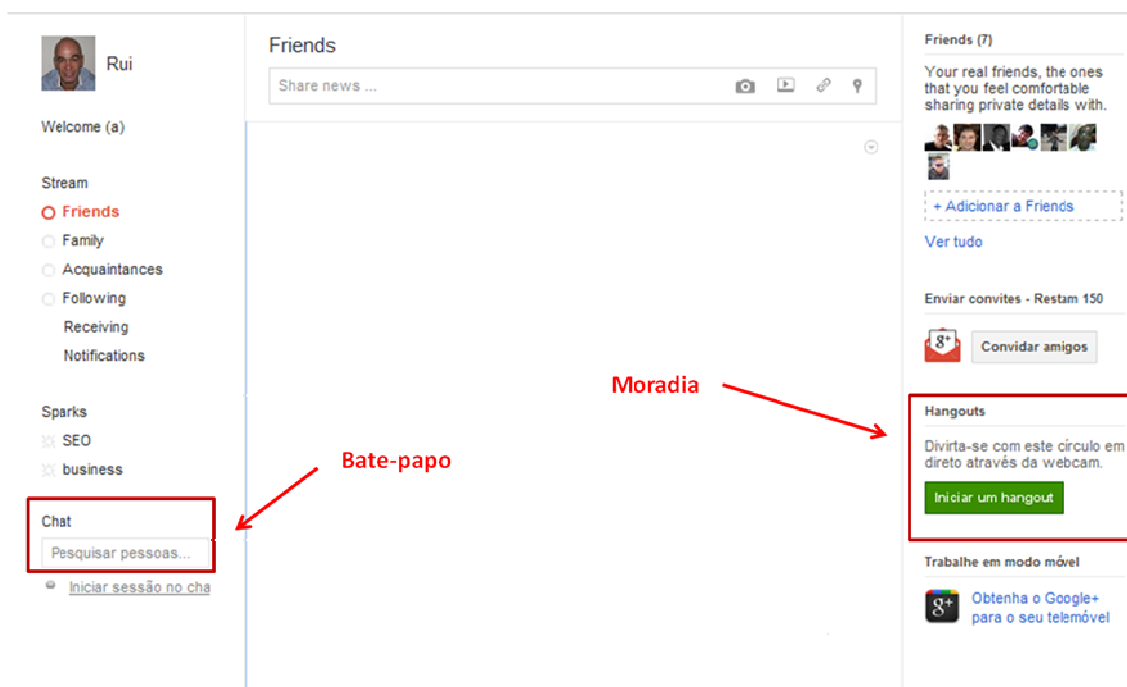 Rui
Welcome (a)
Stream
Friends
Family
Acquaintances
Following
Receiving
Notifications
Sparks
SEO
business
Chat
Pesquisar pessoas...
Iniciar sessão no cha
Bate-papo
Friends
Share news ...
Moradia
Friends (7)
Your real friends, the ones
that you feel comfortable
sharing private details with.
+ Adicionar a Friends
Ver tudo
Enviar convites - Restam 150
g+
Convidar amigos
Hangouts
Divirta-se com este círculo em
direto através da webcam.
Iniciar um hangout
Trabalhe em modo móvel
g+
Obtenha o Google+
para o seu telemóvel